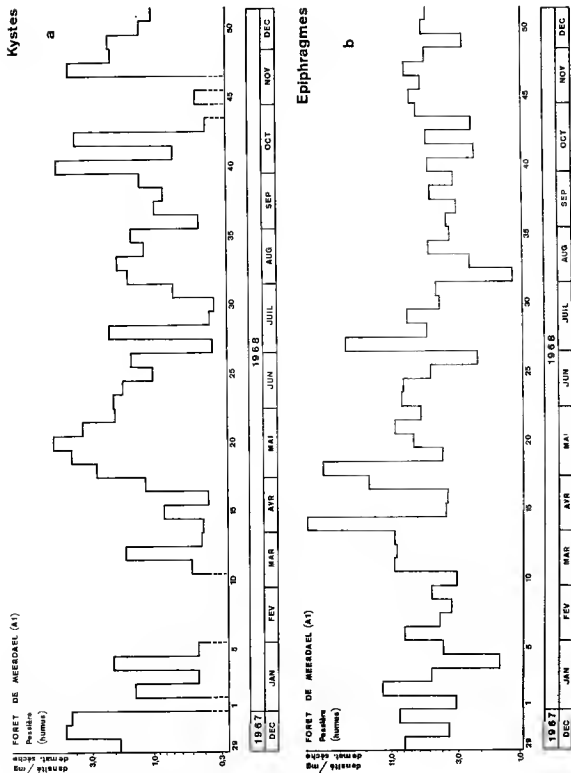 Kystes
a
FORET DE MEERDAEL (A1)
Pessière
(humus)
densité / mg
de mat. sèche
3,0
1,0
0,3
29 1 5 10 15 20 25 30 35 40 45 50
1967 1968
DEC JAN FEV MAR AVR MAI JUN JUIL AUG SEP OCT NOV DEC
Epiphragmes
b
FORET DE MEERDAEL (A1)
Pessière
(humus)
densité / mg
de mat. sèche
10,0
3,0
1,0
29 1 5 10 15 20 25 30 35 40 45 50
1967 1968
DEC JAN FEV MAR AVR MAI JUN JUIL AUG SEP OCT NOV DEC